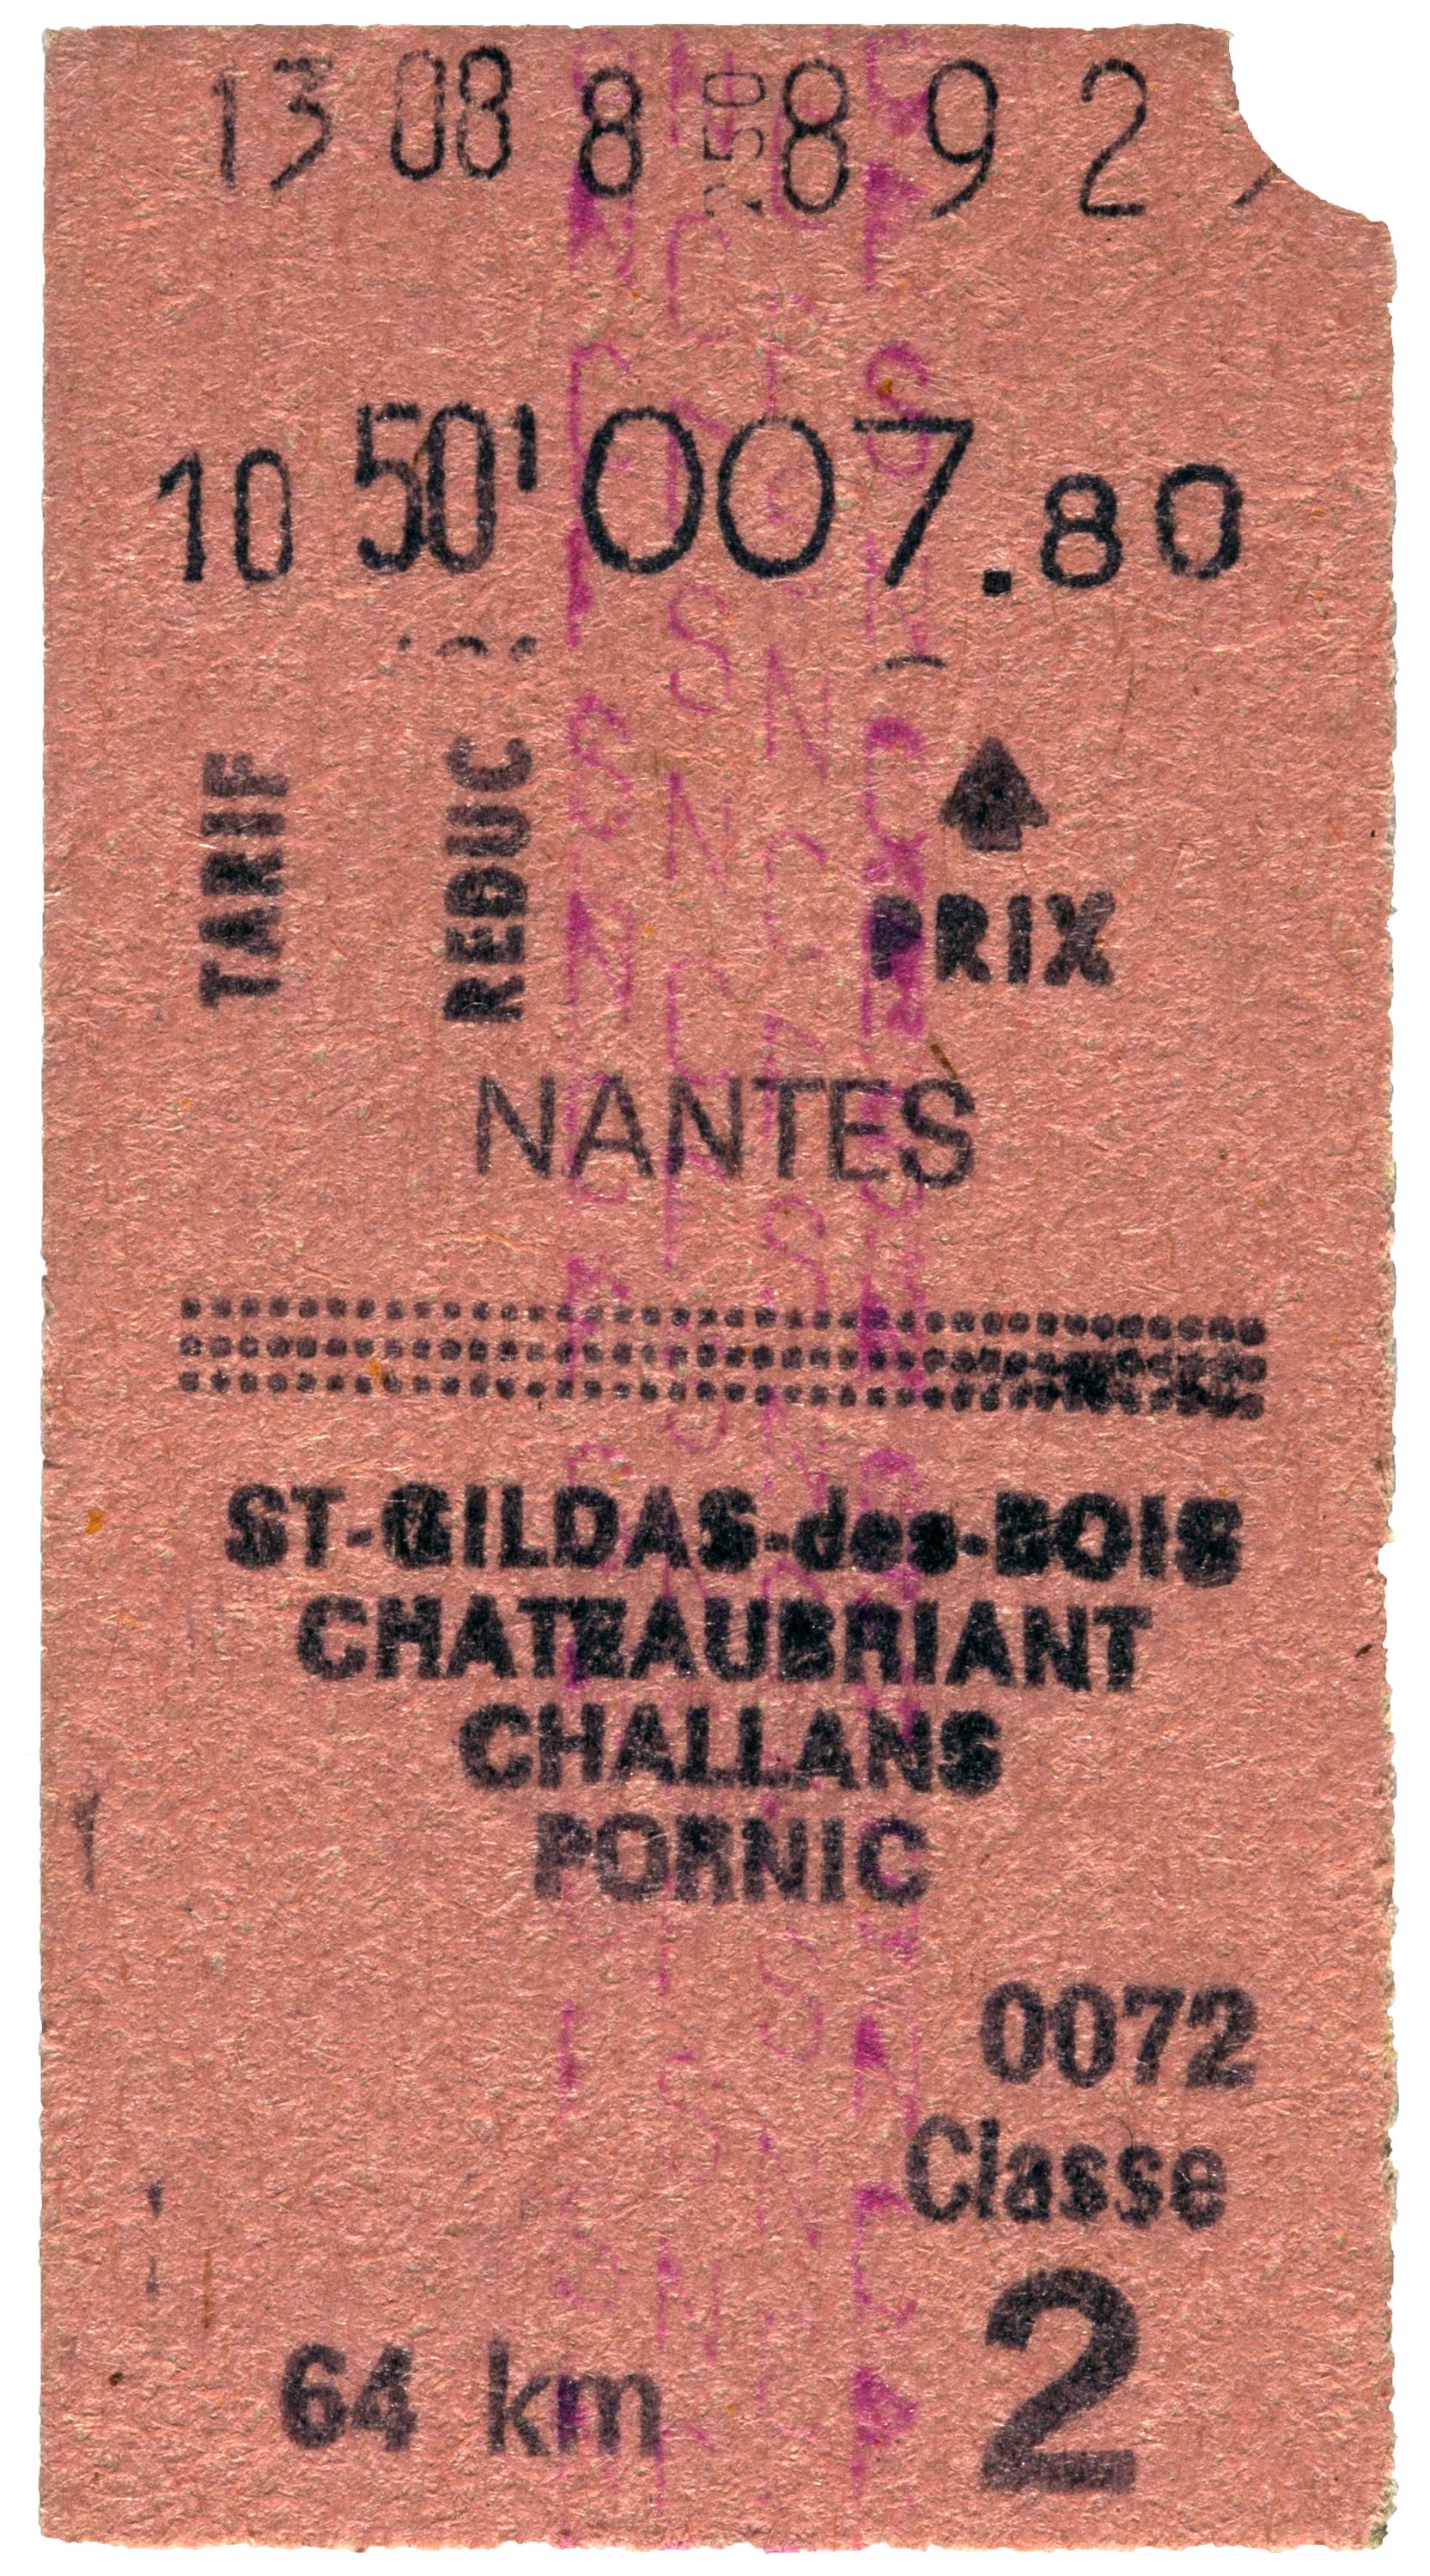 13 08 8 250 8 9 2
10 50' 007.80
TARIF REDUC PRIX
NANTES
ST-GILDAS-des-BOIS
CHATEAUBRIANT
CHALLANS
PORNIC
0072
Classe
64 km 2